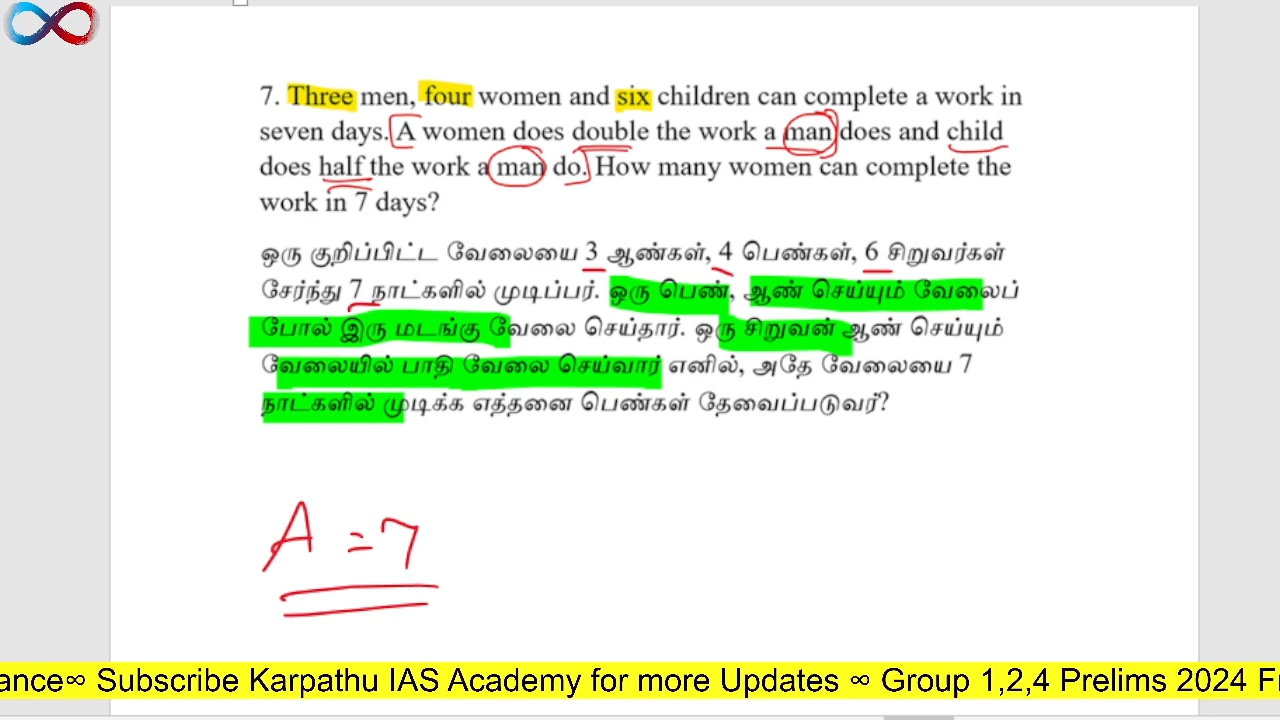 7. Three men, four women and six children can complete a work in
seven days. A women does double the work a man does and child
does half the work a man do. How many women can complete the
work in 7 days?
ஒரு குறிப்பிட்ட வேலையை 3 ஆண்கள், 4 பெண்கள், 6 சிறுவர்கள்
சேர்ந்து 7 நாட்களில் முடிப்பர். ஒரு பெண், ஆண் செய்யும் வேலைப்
போல் இரு மடங்கு வேலை செய்தார். ஒரு சிறுவன் ஆண் செய்யும்
வேலையில் பாதி வேலை செய்வார் எனில், அதே வேலையை 7
நாட்களில் முடிக்க எத்தனை பெண்கள் தேவைப்படுவர்?
A = 7
ance∞ Subscribe Karpathu IAS Academy for more Updates ∞ Group 1,2,4 Prelims 2024 Fr